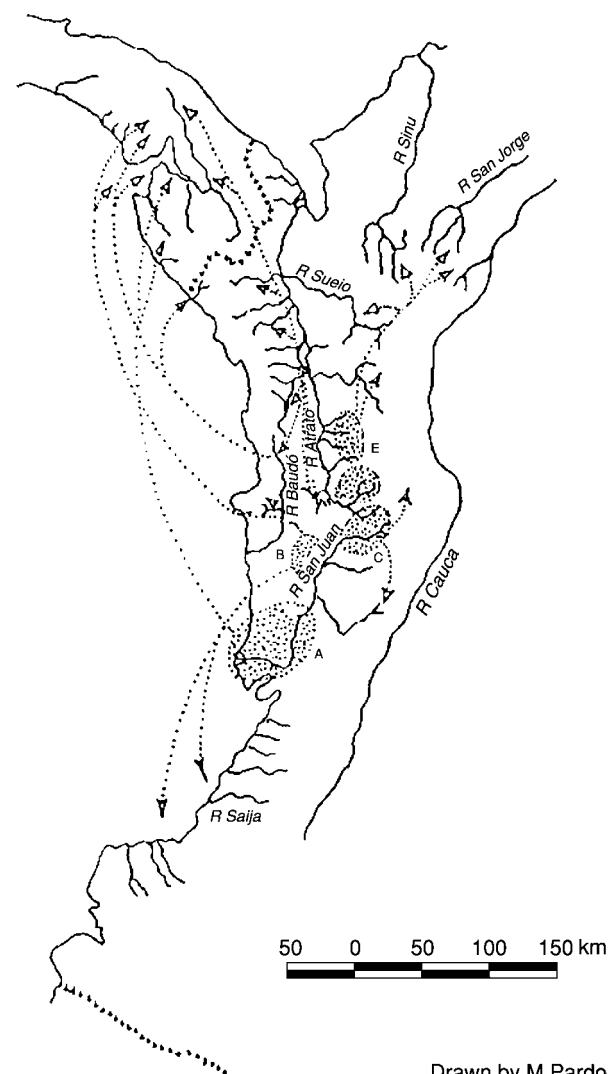 R Sinu
R San Jorge
R Sueio
R Atrato
E
R Baudó
B
R San Juan
C
R Cauca
A
R Saija
50 0 50 100 150 km
Drawn by M Pardo